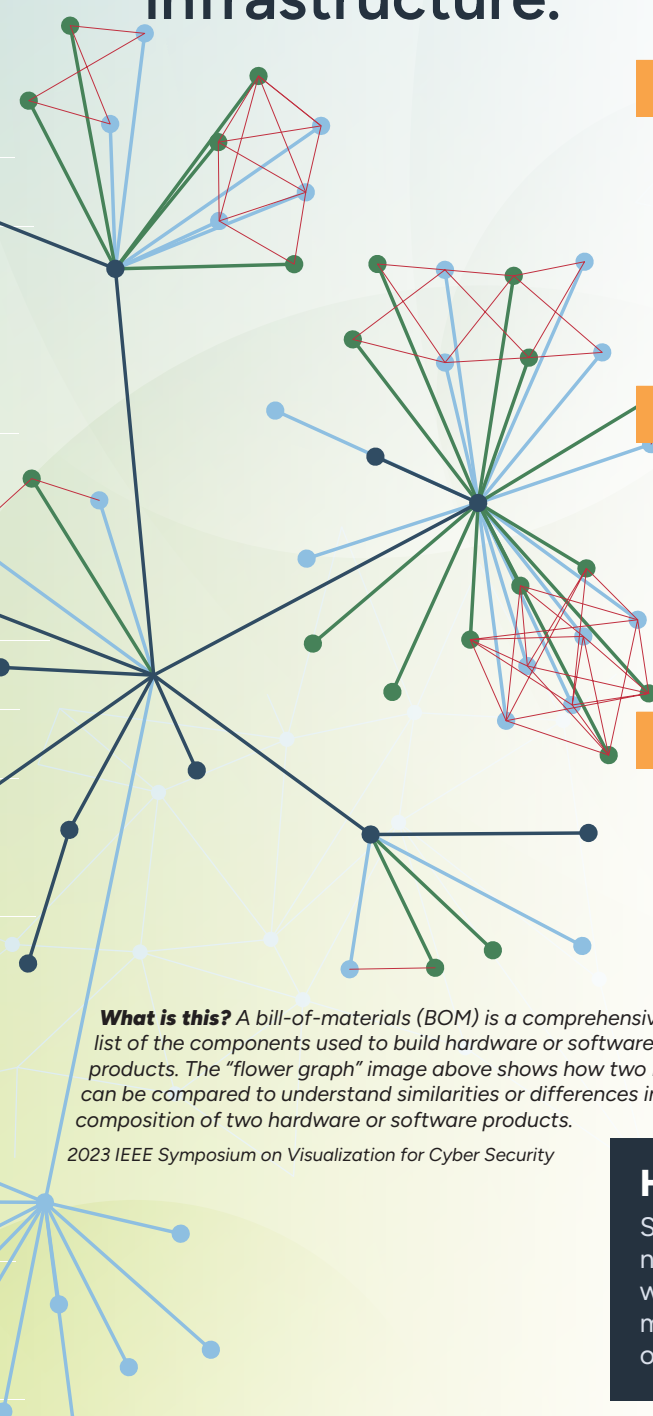 infrastructure.
What is this? A bill-of-materials (BOM) is a comprehensiv
list of the components used to build hardware or software
products. The “flower graph” image above shows how two
can be compared to understand similarities or differences in
composition of two hardware or software products.
2023 IEEE Symposium on Visualization for Cyber Security
H
S
n
w
m
o